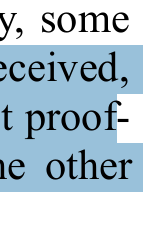 y, some
eceived,
t proof-
ne other